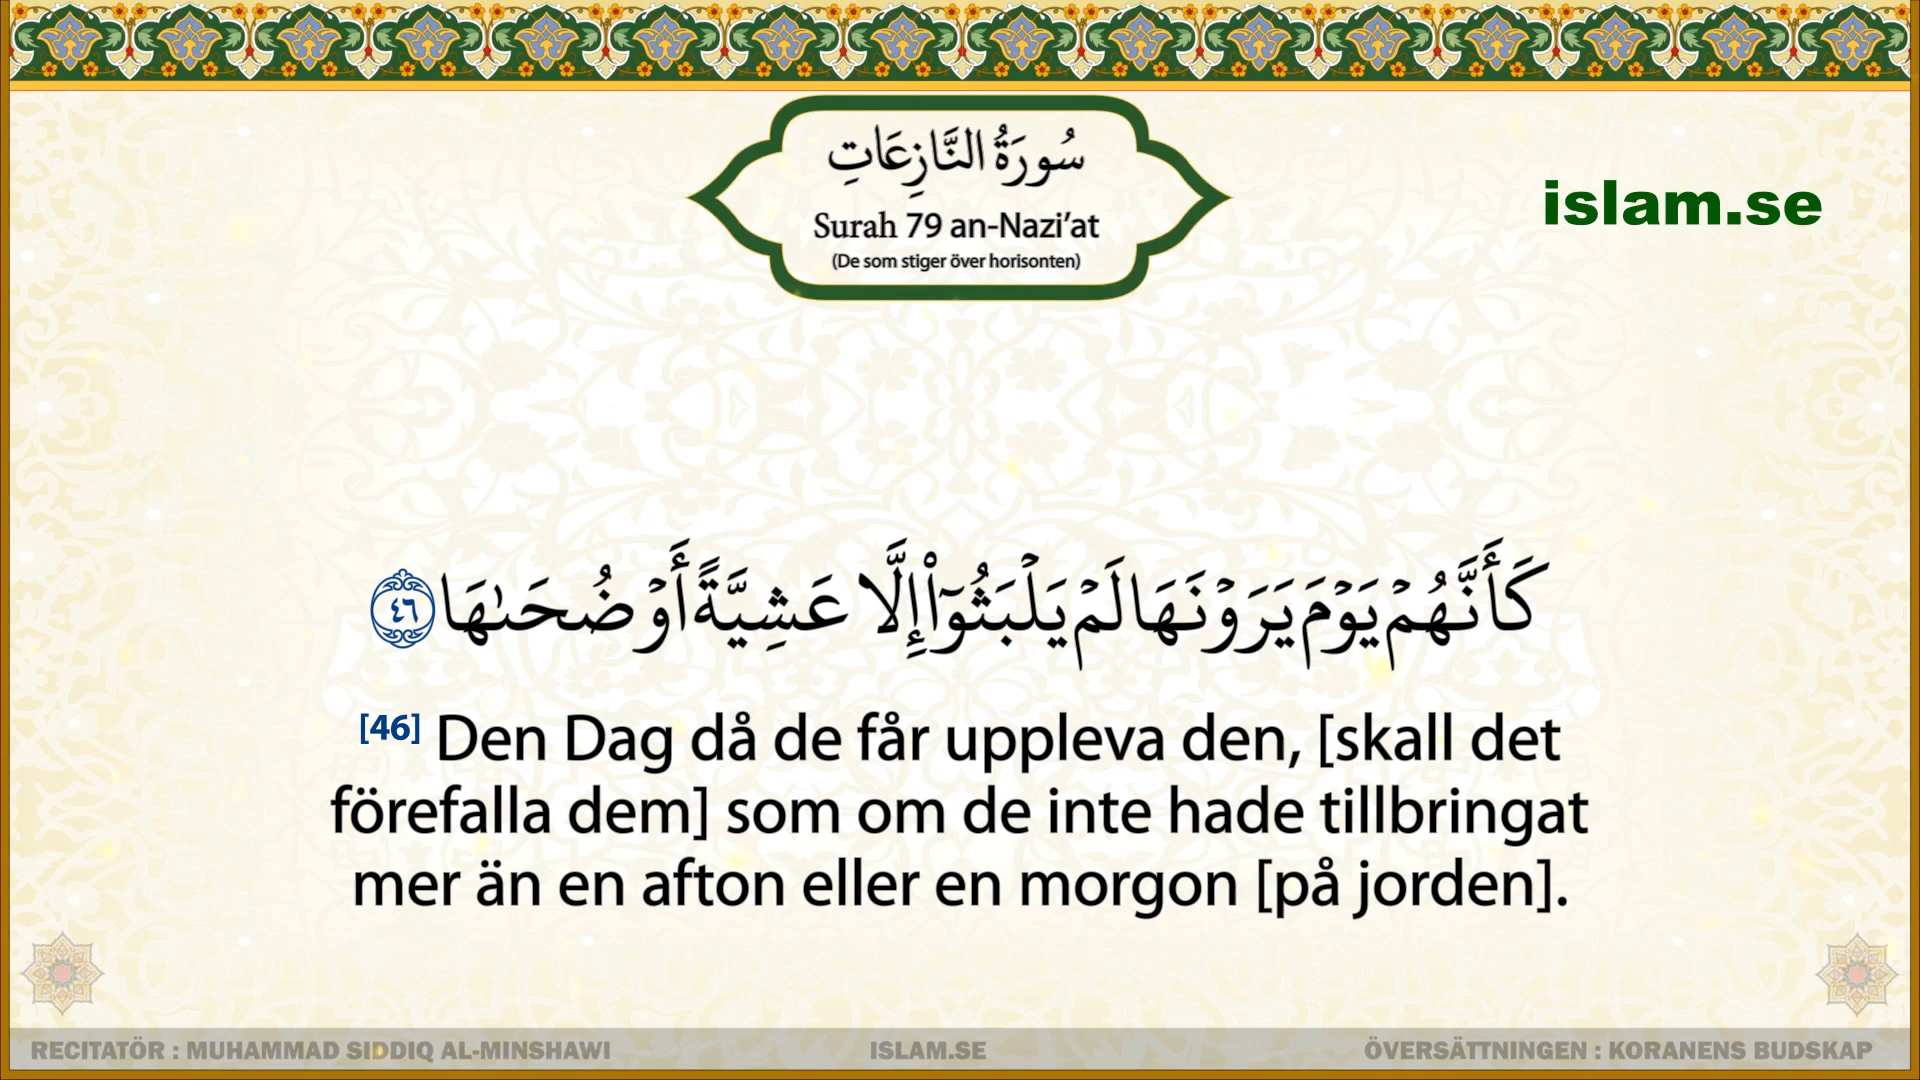 سُورَةُ النَّازِعَاتِ
Surah 79 an-Nazi’at
(De som stiger över horisonten)
islam.se
كَأَنَّهُمْ يَوْمَ يَرَوْنَهَا لَمْ يَلْبَثُوٓا۟ إِلَّا عَشِيَّةً أَوْ ضُحَىٰهَا ٤٦
[46] Den Dag då de får uppleva den, [skall det
förefalla dem] som om de inte hade tillbringat
mer än en afton eller en morgon [på jorden].
RECITATÖR : MUHAMMAD SIDDIQ AL-MINSHAWI
ISLAM.SE
ÖVERSÄTTNINGEN : KORANENS BUDSKAP